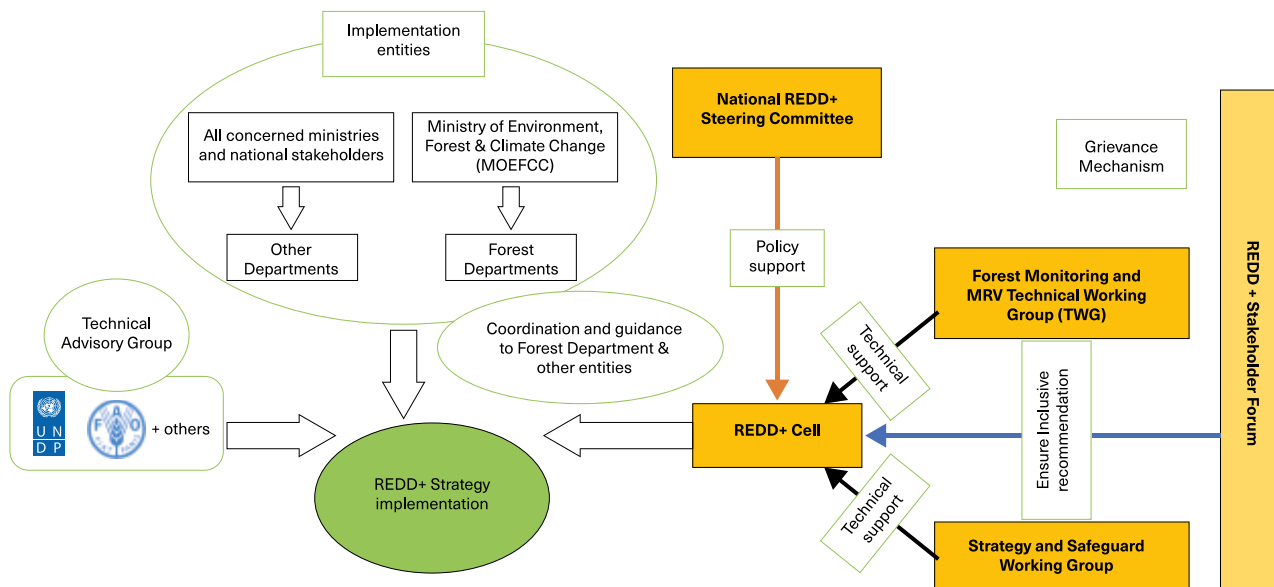 Implementation
entities
All concerned ministries
and national stakeholders
Ministry of Environment,
Forest & Climate Change
(MOEFCC)
Other
Departments
Forest
Departments
National REDD+
Steering Committee
Policy
support
Grievance
Mechanism
REDD + Stakeholder Forum
Forest Monitoring and
MRV Technical Working
Group (TWG)
Technical
support
Coordination and guidance
to Forest Department &
other entities
Technical
Advisory Group
U N
D P
F A O
FIAT PANIS
+ others
REDD+ Strategy
implementation
REDD+ Cell
Ensure Inclusive
recommendation
Technical
support
Strategy and Safeguard
Working Group